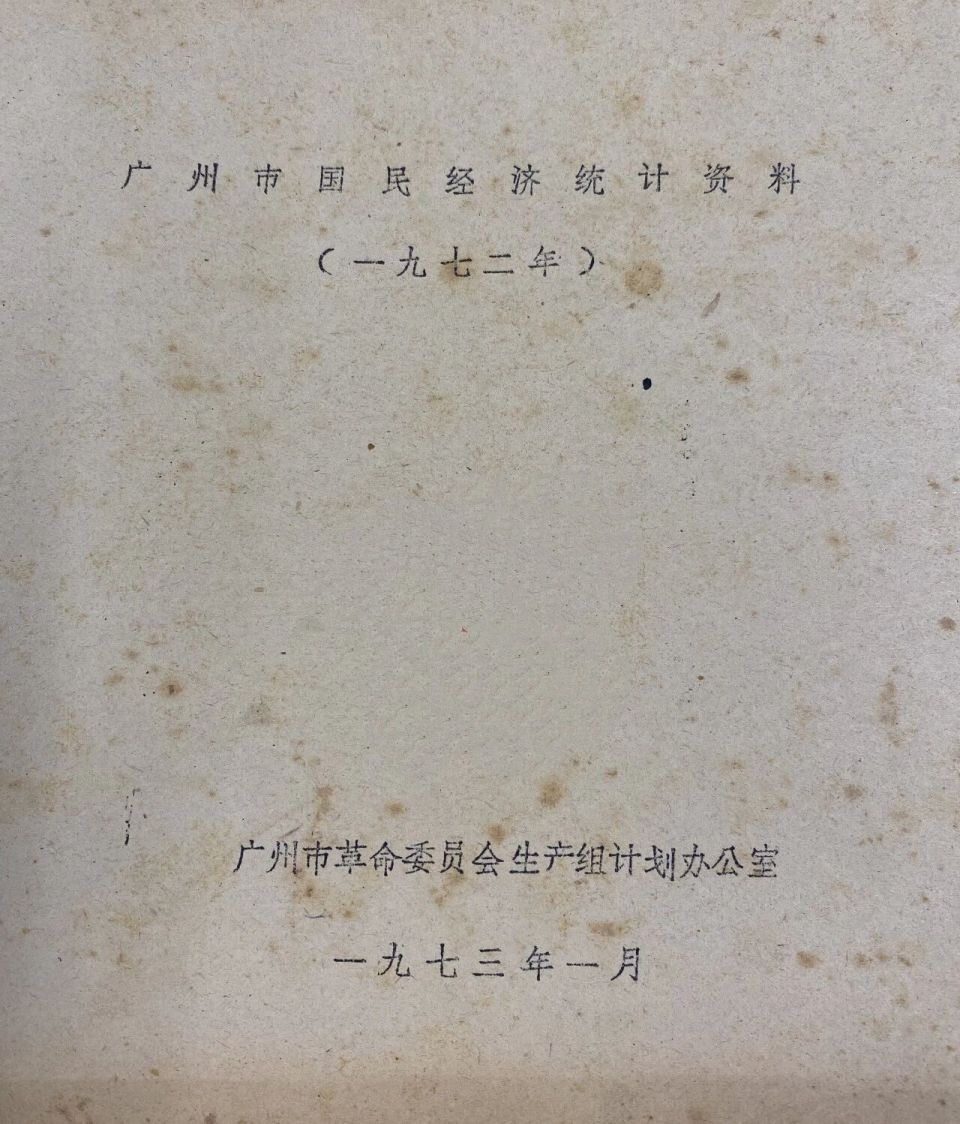 广州市国民经济统计资料
（一九七二年）
广州市革命委员会生产组计划办公室
一九七三年一月